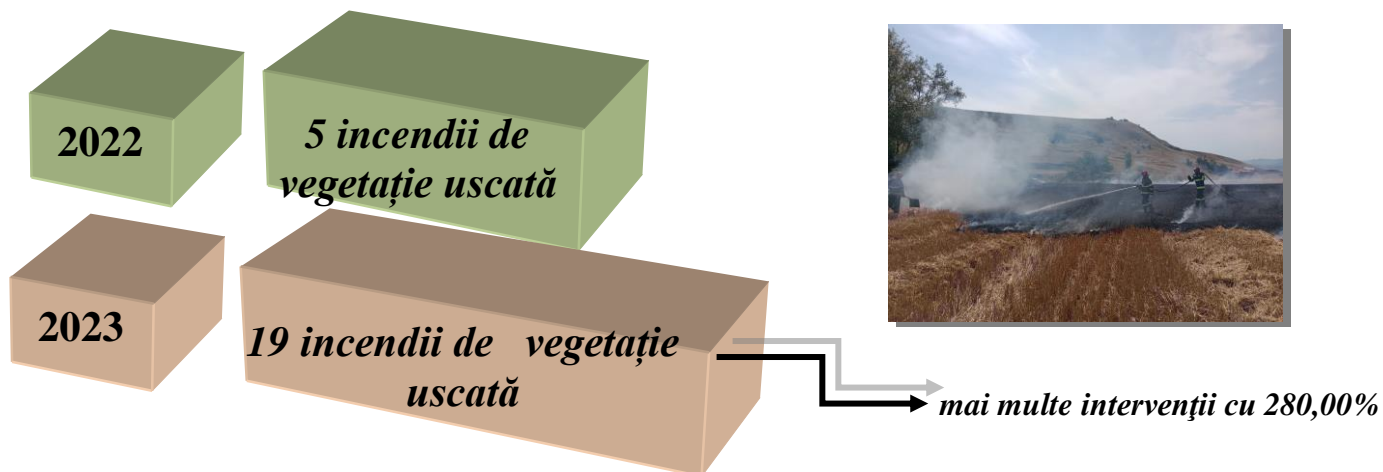 2022
5 incendii de
vegetație uscată
2023
19 incendii de vegetație
uscată
mai multe intervenţii cu 280,00%